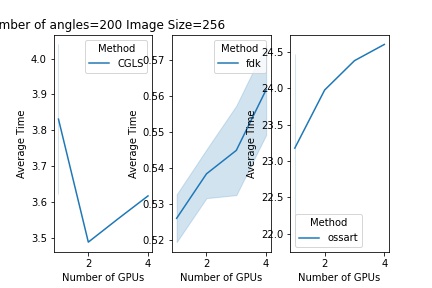 mber of angles=200 Image Size=256
Average Time
4.0
3.9
3.8
3.7
3.6
3.5
Method
CGLS
2
4
Number of GPUs
Average Time
0.57
0.56
0.55
0.54
0.53
0.52
Method
fdk
2
4
Number of GPUs
Average Time
24.5
24.0
23.5
23.0
22.5
22.0
Method
ossart
2
4
Number of GPUs